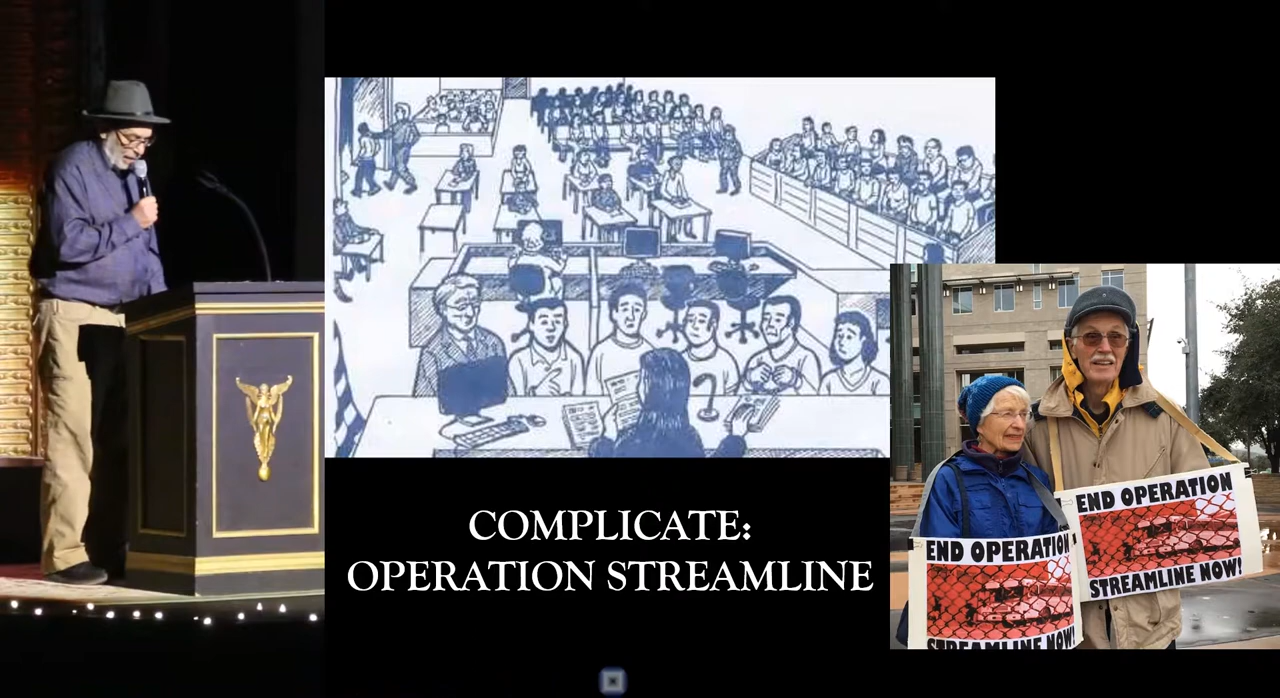 COMPLICATE:
OPERATION STREAMLINE
END OPERATION
STREAMLINE NOW!
END OPERATION
STREAMLINE NOW!